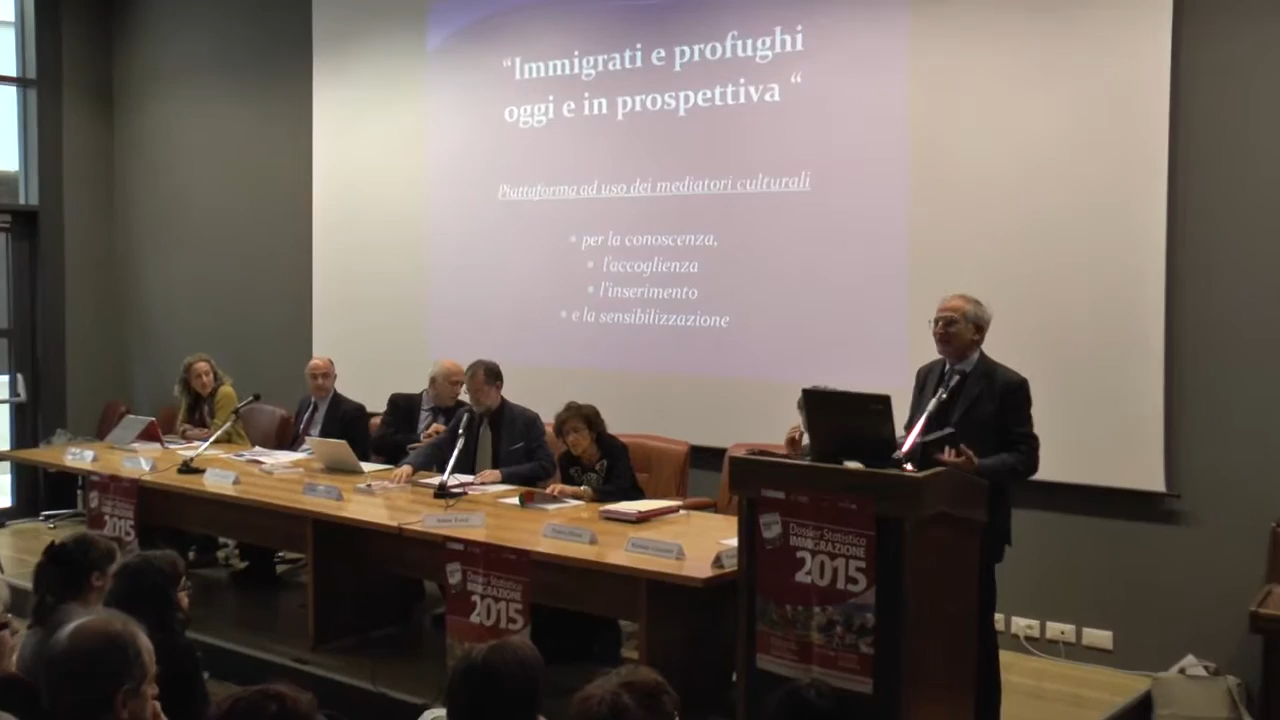 “Immigrati e profughi
oggi e in prospettiva “
Piattaforma ad uso dei mediatori culturali
* per la conoscenza,
* l'accoglienza
* l'inserimento
* e la sensibilizzazione
2015
Dossier Statistico
IMMIGRAZIONE
2015
Dossier Statistico
IMMIGRAZIONE
2015